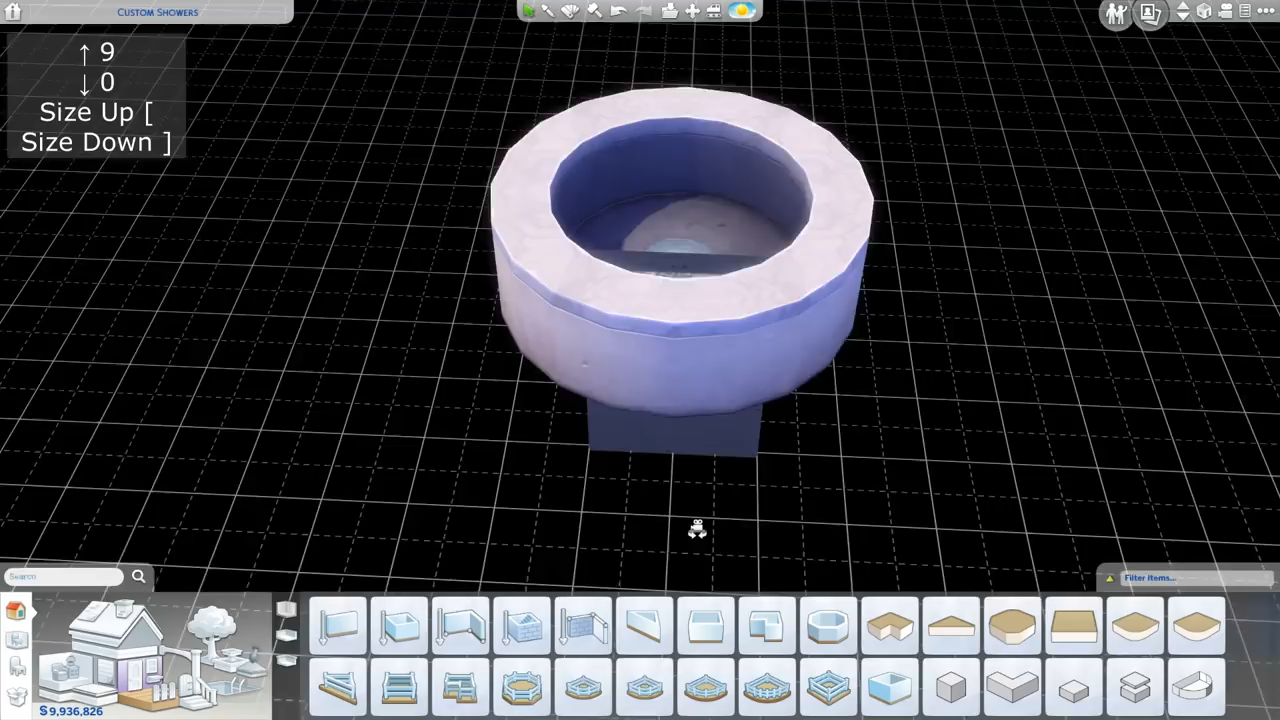 CUSTOM SHOWERS
↑ 9
↓ 0
Size Up [
Size Down ]
Search
Filter Items...
$9,936,826